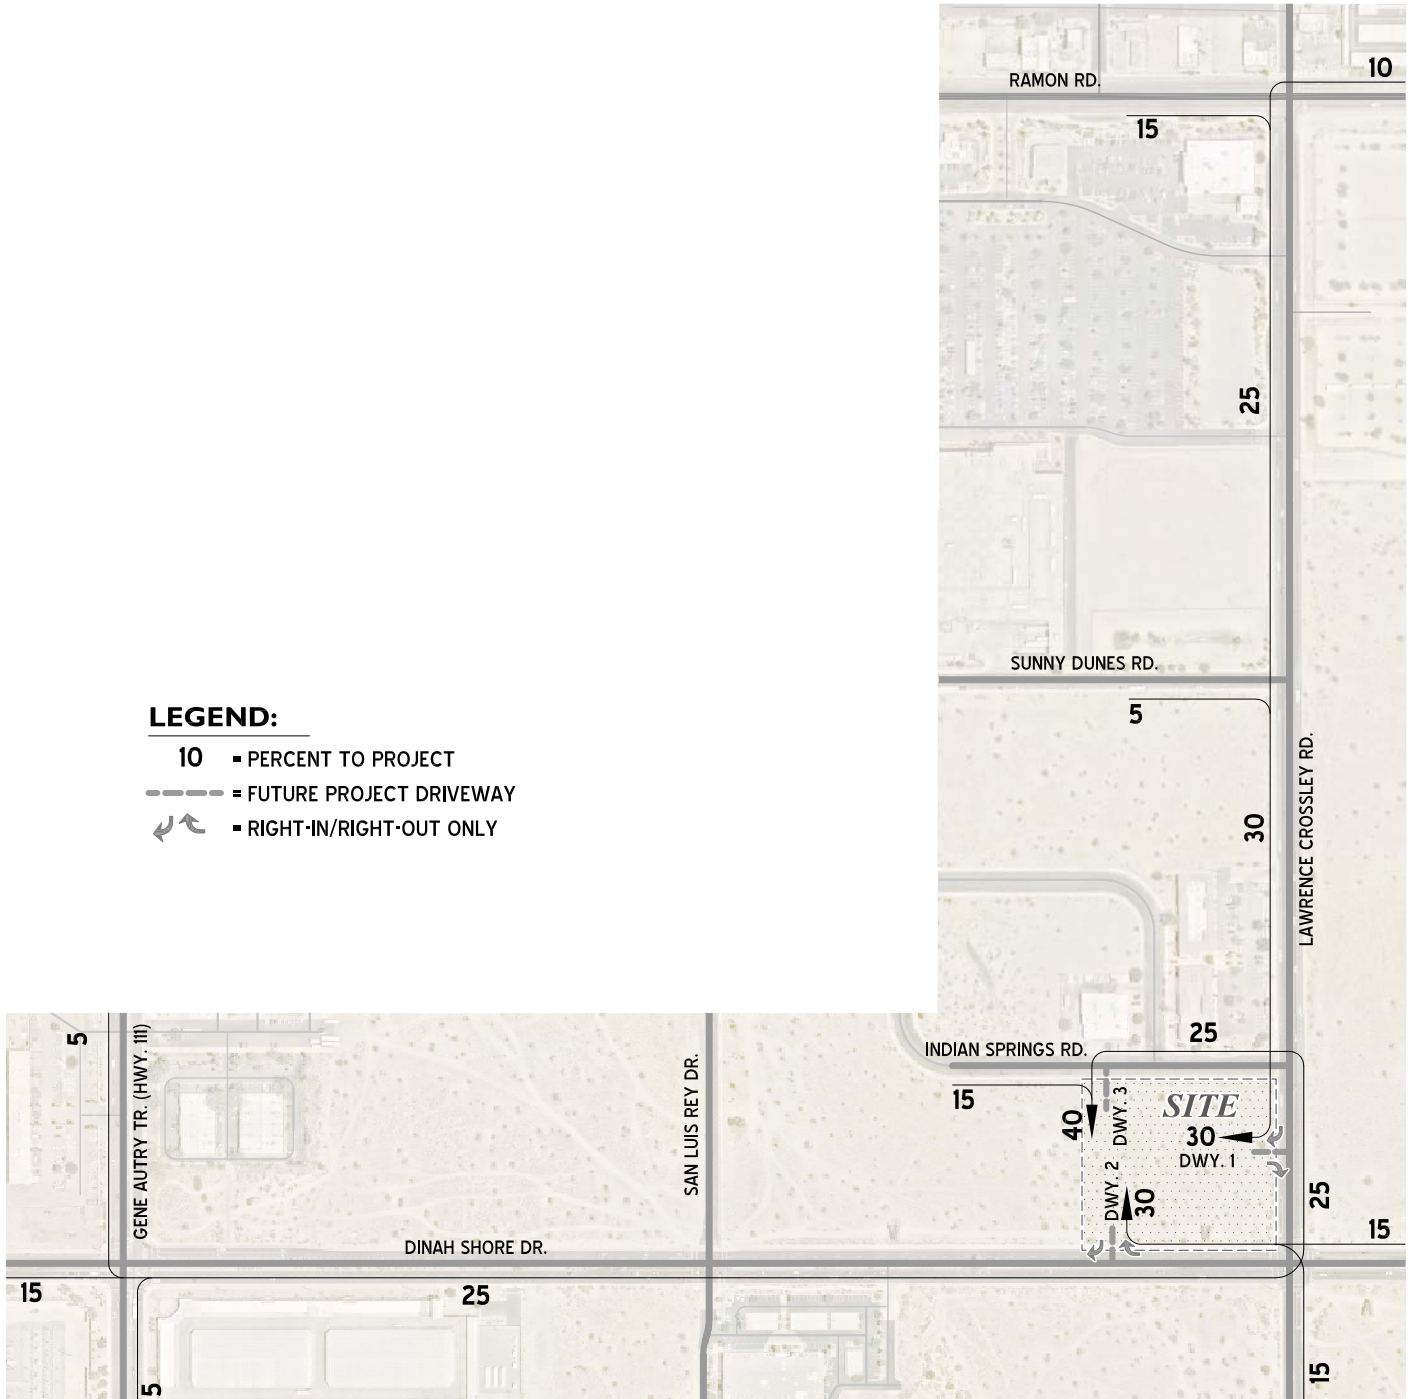 10
RAMON RD.
15
25
SUNNY DUNES RD.
5
LEGEND:
10 = PERCENT TO PROJECT
= FUTURE PROJECT DRIVEWAY
= RIGHT-IN/RIGHT-OUT ONLY
LAWRENCE CROSSLEY RD.
30
5
GENE AUTRY TR. (HWY. 111)
SAN LUIS REY DR.
25
INDIAN SPRINGS RD.
15
40
DWY. 3
SITE
30
DWY. 1
DWY. 2
30
25
15
DINAH SHORE DR.
15
25
5
15